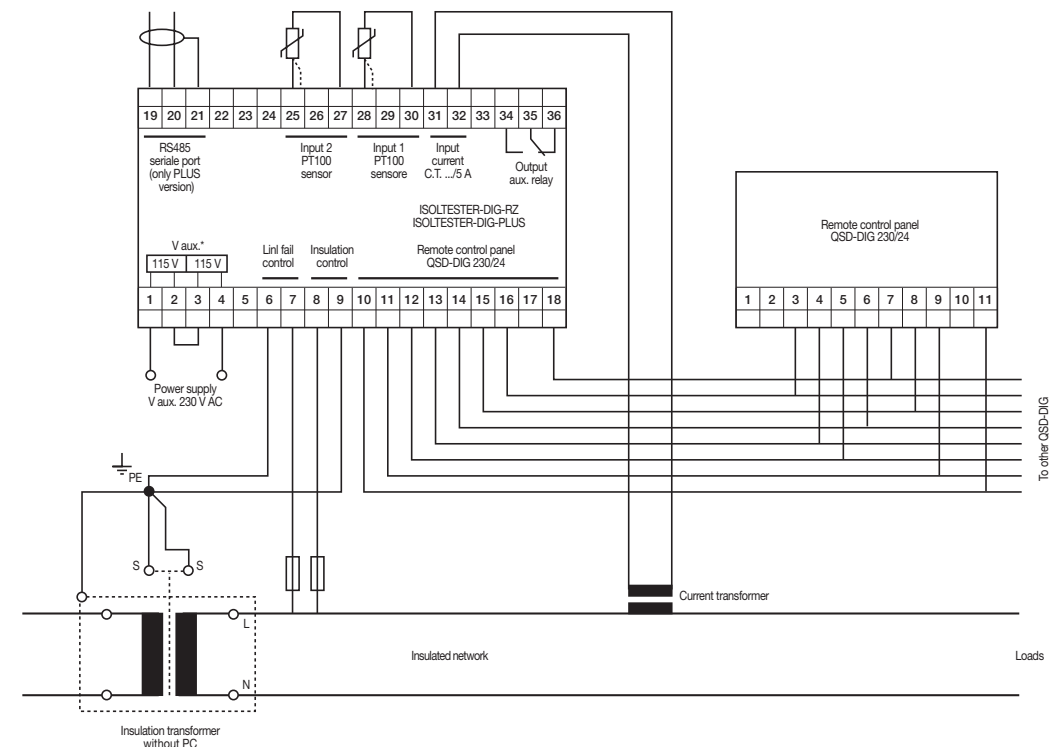 19 20 21 22 23 24 25 26 27 28 29 30 31 32 33 34 35 36
RS485
seriale port
(only PLUS
version)
Input 2
PT100
sensor
Input 1
PT100
sensore
Input
current
C.T. .../5 A
Output
aux. relay
ISOLTESTER-DIG-RZ
ISOLTESTER-DIG-PLUS
V aux.*
115 V 115 V
Linl fail
control
Insulation
control
Remote control panel
QSD-DIG 230/24
1 2 3 4 5 6 7 8 9 10 11 12 13 14 15 16 17 18
Remote control panel
QSD-DIG 230/24
1 2 3 4 5 6 7 8 9 10 11
Power supply
V aux. 230 V AC
To other QSD-DIG
PE
S S
Current transformer
L
Insulated network
Loads
N
Insulation transformer
without PC